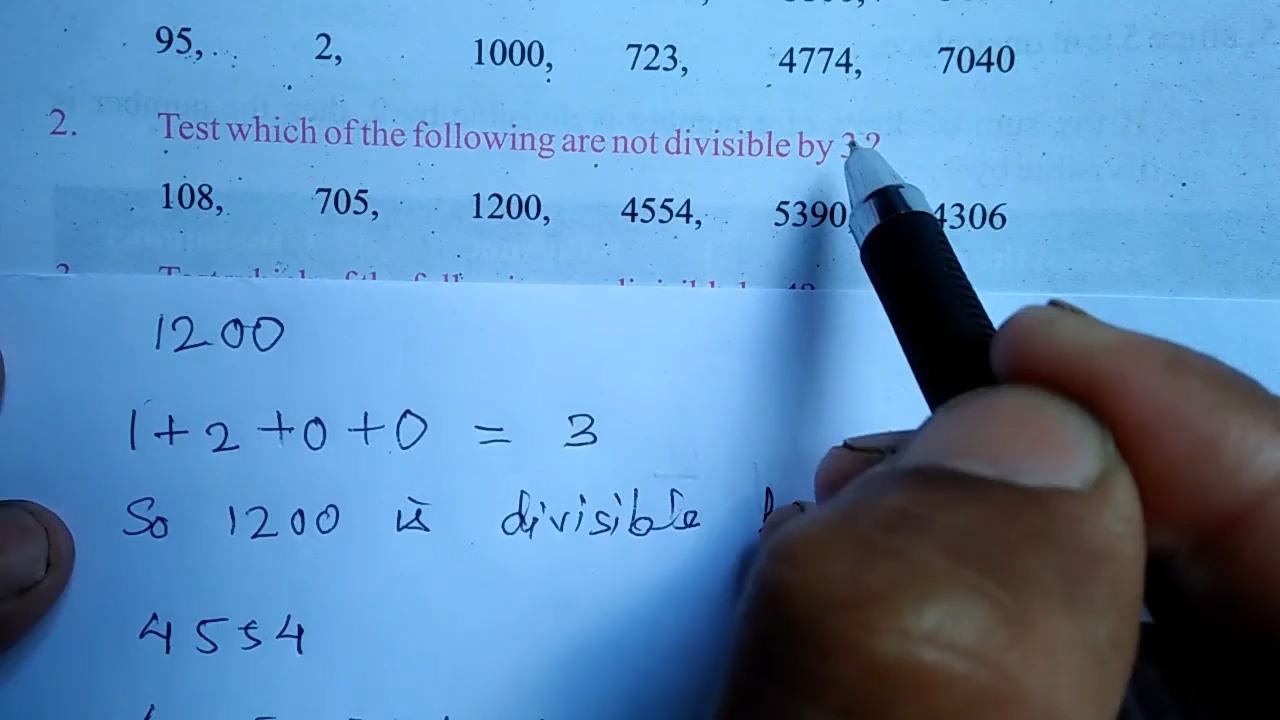 95, 2, 1000, 723, 4774, 7040
2. Test which of the following are not divisible by 3?
108, 705, 1200, 4554, 5390 4306
1200
1+2+0+0 = 3
So 1200 is divisible
4554